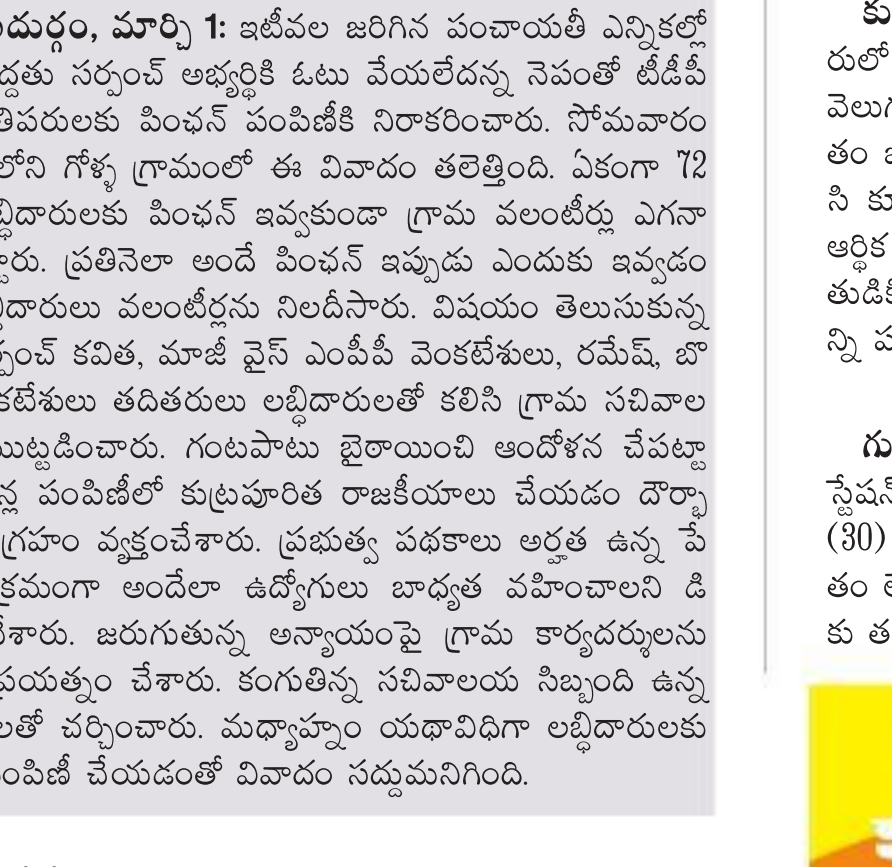 దుర్గం, మార్చి 1: ఇటీవల జరిగిన పంచాయతీ ఎన్నికల్లో
ద్దతు సర్పంచ్ అభ్యర్థికి ఓటు వేయలేదన్న నెపంతో టీడీపీ
తిపరులకు పింఛన్ పంపిణీకి నిరాకరించారు. సోమవారం
లోని గోళ్ళ గ్రామంలో ఈ వివాదం తలెత్తింది. ఏకంగా 72
బ్ధిదారులకు పింఛన్ ఇవ్వకుండా గ్రామ వలంటీర్లు ఎగనా
రు. ప్రతినెలా అందే పింఛన్ ఇప్పుడు ఎందుకు ఇవ్వడం
దారులు వలంటీర్లను నిలదీసారు. విషయం తెలుసుకున్న
ర్పంచ్ కవిత, మాజీ వైస్ ఎంపీపీ వెంకటేశులు, రమేష్, బొ
కటేశులు తదితరులు లబ్ధిదారులతో కలిసి గ్రామ సచివాల
ముట్టడించారు. గంటపాటు బైఠాయించి ఆందోళన చేపట్టా
న్ల పంపిణీలో కుట్రపూరిత రాజకీయాలు చేయడం దౌర్భా
గ్రహం వ్యక్తంచేశారు. ప్రభుత్వ పథకాలు అర్హత ఉన్న పే
క్రమంగా అందేలా ఉద్యోగులు బాధ్యత వహించాలని డి
చేశారు. జరుగుతున్న అన్యాయంపై గ్రామ కార్యదర్శులను
ప్రయత్నం చేశారు. కంగుతిన్న సచివాలయ సిబ్బంది ఉన్న
లతో చర్చించారు. మధ్యాహ్నం యథావిధిగా లబ్ధిదారులకు
ంపిణీ చేయడంతో వివాదం సద్దుమనిగింది.
కు
రులో
వెలుగ
తం
సి కూ
ఆర్థిక
తుడికి
న్ని ప
గు
స్టేషన్
(30)
తం
కు త